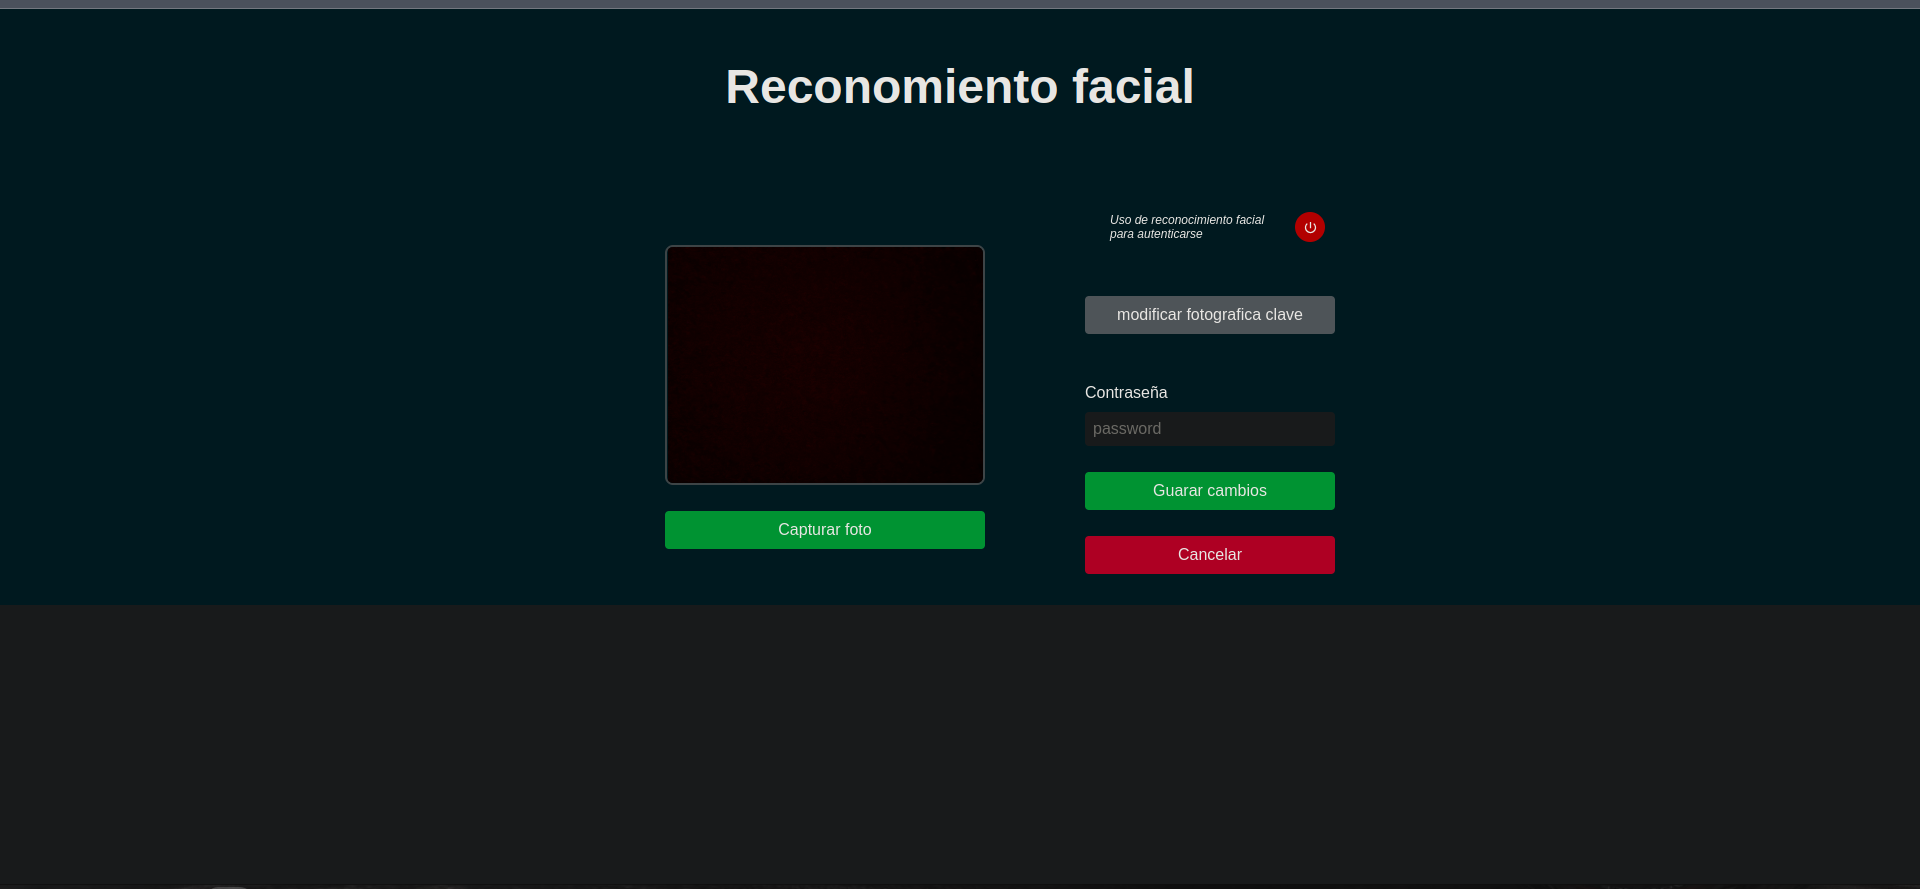 Reconomiento facial
Uso de reconocimiento facial
para autenticarse
modificar fotografica clave
Contraseña
password
Guarar cambios
Capturar foto
Cancelar